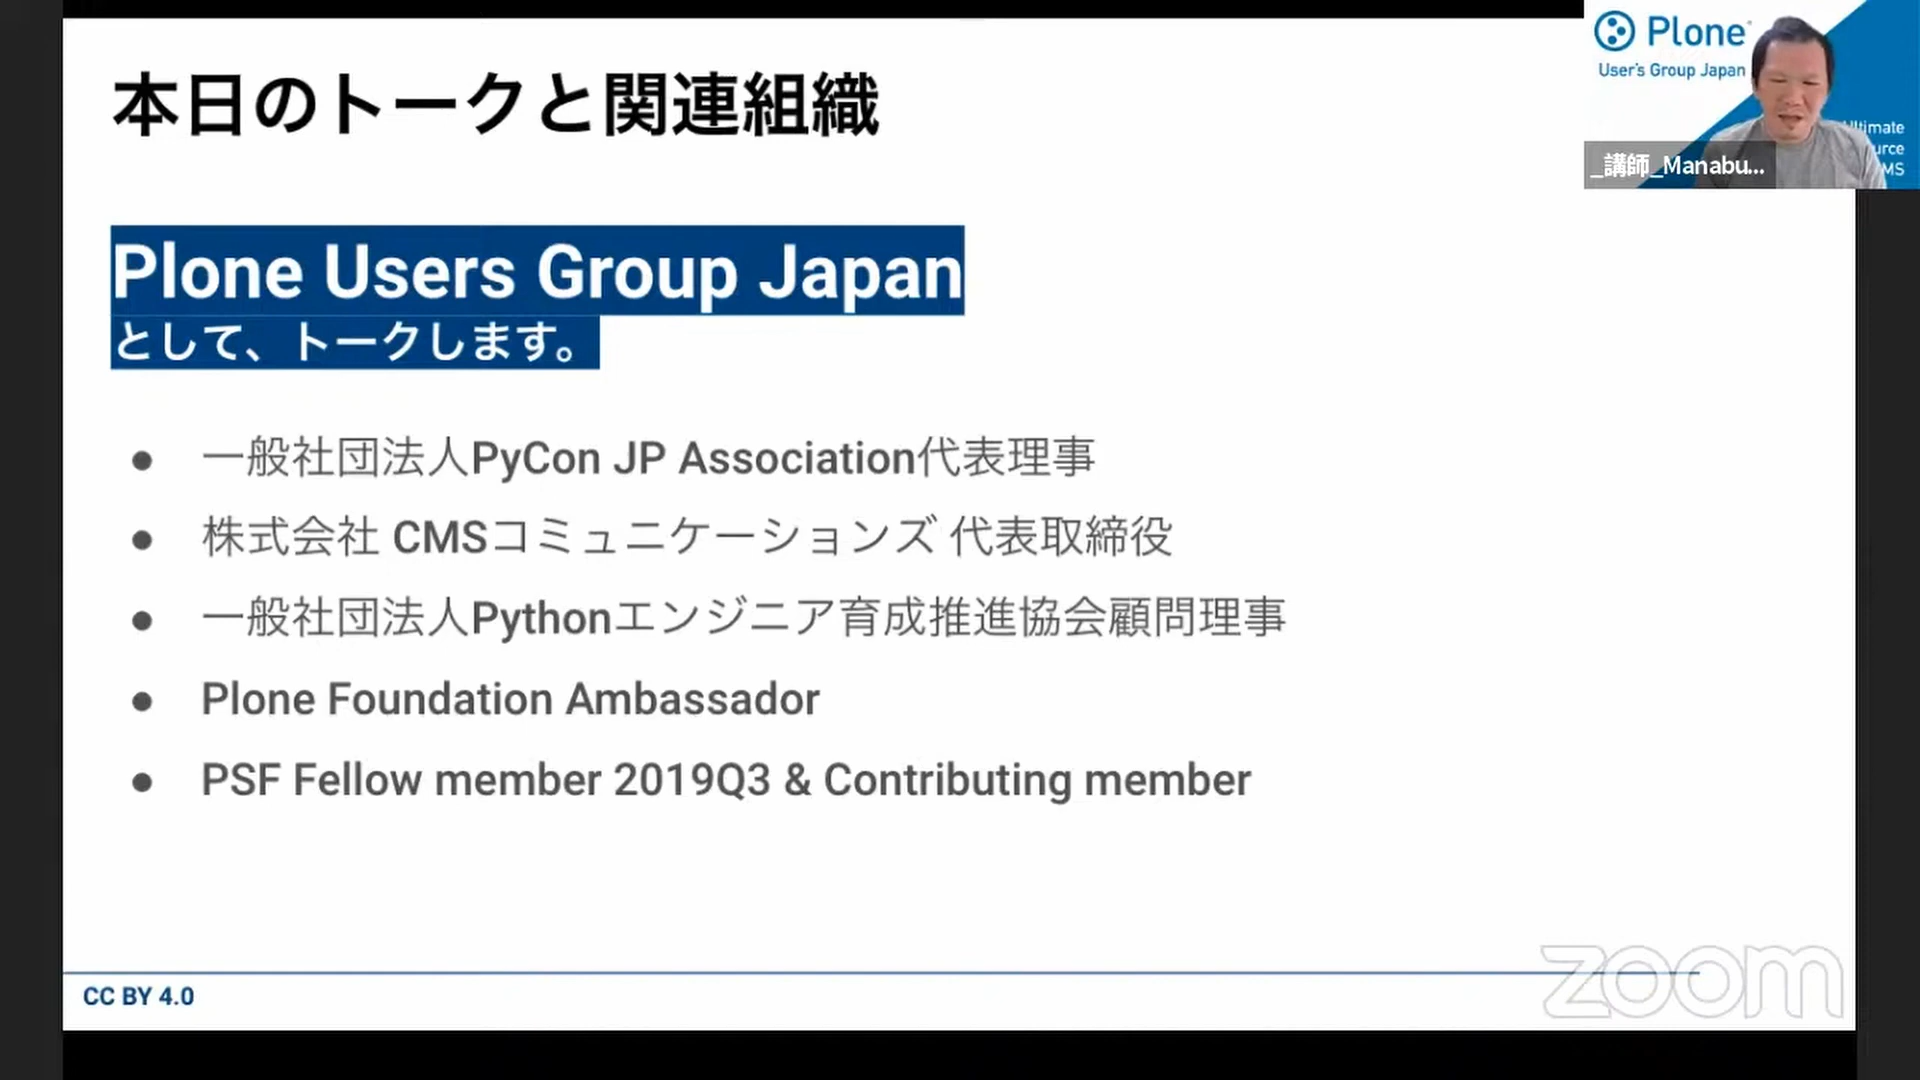 本日のトークと関連組織
Plone
User's Group Japan
_講師_Manabu...
Plone Users Group Japan
として、トークします。
一般社団法人PyCon JP Association代表理事
株式会社 CMSコミュニケーションズ 代表取締役
一般社団法人Pythonエンジニア育成推進協会顧問理事
Plone Foundation Ambassador
PSF Fellow member 2019Q3 & Contributing member
CC BY 4.0
zoom